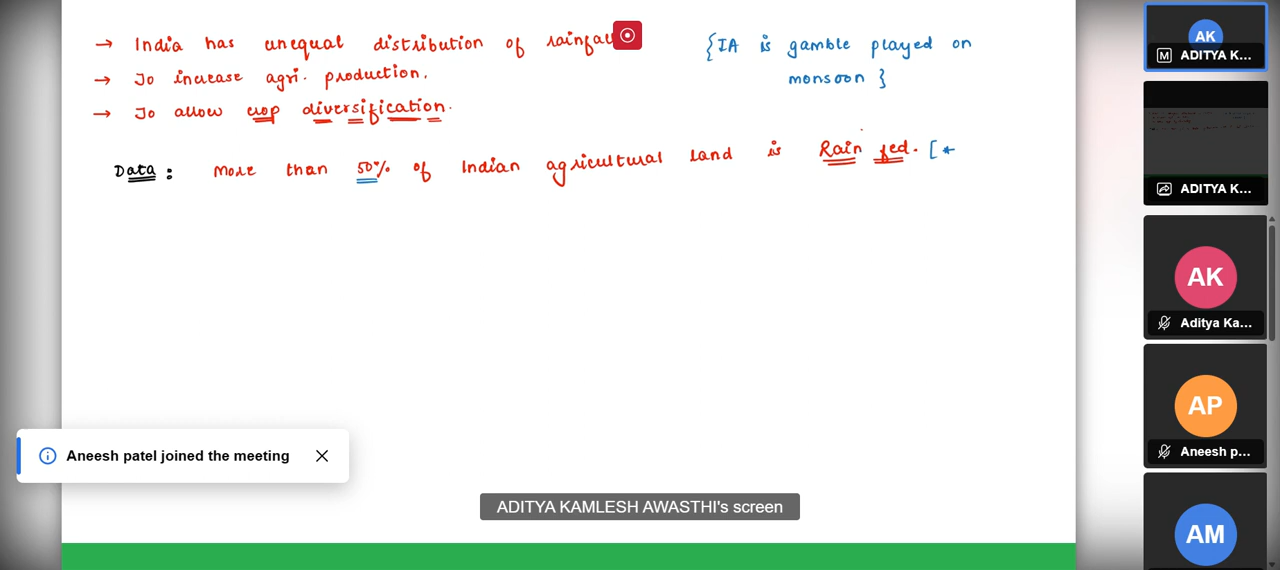 → India has unequal distribution of rainfall
{IA is gamble played on
monsoon }
→ To increase agri. production.
→ To allow crop diversification.
Data : More than 50% of Indian agricultural land is Rain fed. [*
Aneesh patel joined the meeting
ADITYA KAMLESH AWASTHI's screen
AK
M ADITYA K...
ADITYA K...
AK
Aditya Ka...
AP
Aneesh p...
AM